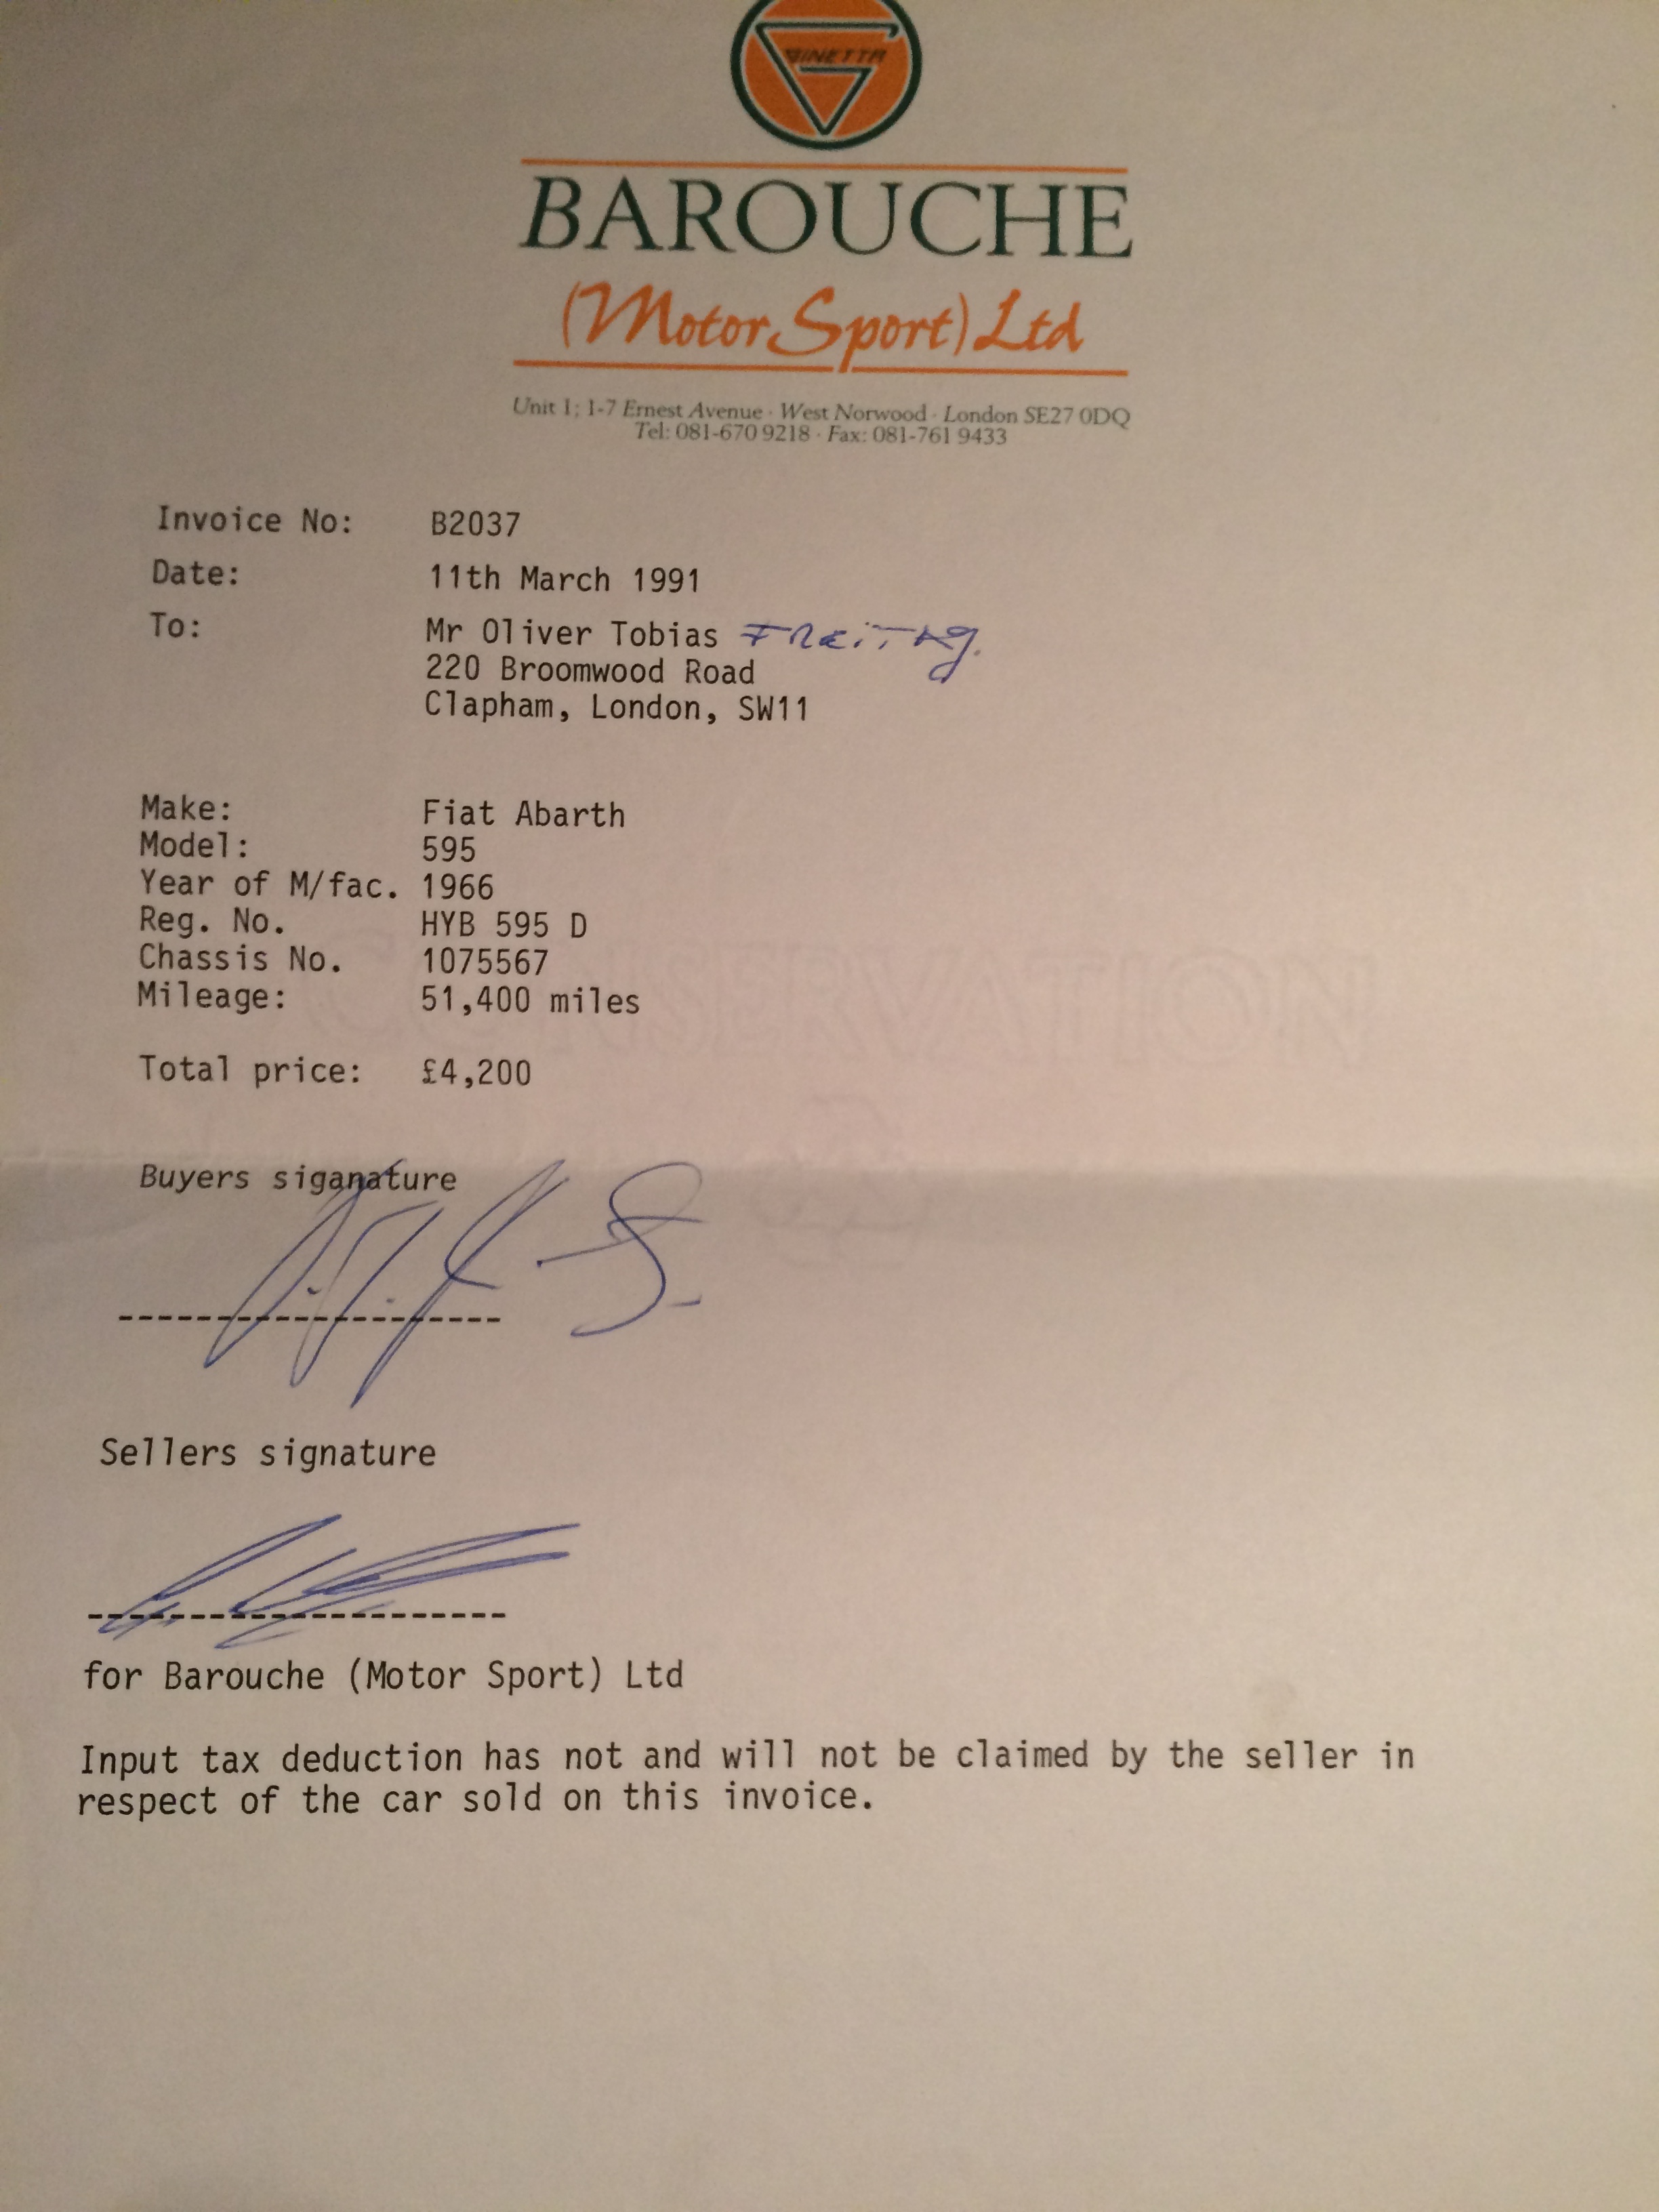 GINETTA
BAROUCHE
(Motor Sport) Ltd
Unit 1; 1-7 Ernest Avenue · West Norwood · London SE27 0DQ
Tel: 081-670 9218 · Fax: 081-761 9433
Invoice No: B2037
Date: 11th March 1991
To: Mr Oliver Tobias FREITAG.
220 Broomwood Road
Clapham, London, SW11
Make: Fiat Abarth
Model: 595
Year of M/fac. 1966
Reg. No. HYB 595 D
Chassis No. 1075567
Mileage: 51,400 miles
CONSERVATION
Total price: £4,200
Buyers siganature
Sellers signature
for Barouche (Motor Sport) Ltd
Input tax deduction has not and will not be claimed by the seller in
respect of the car sold on this invoice.